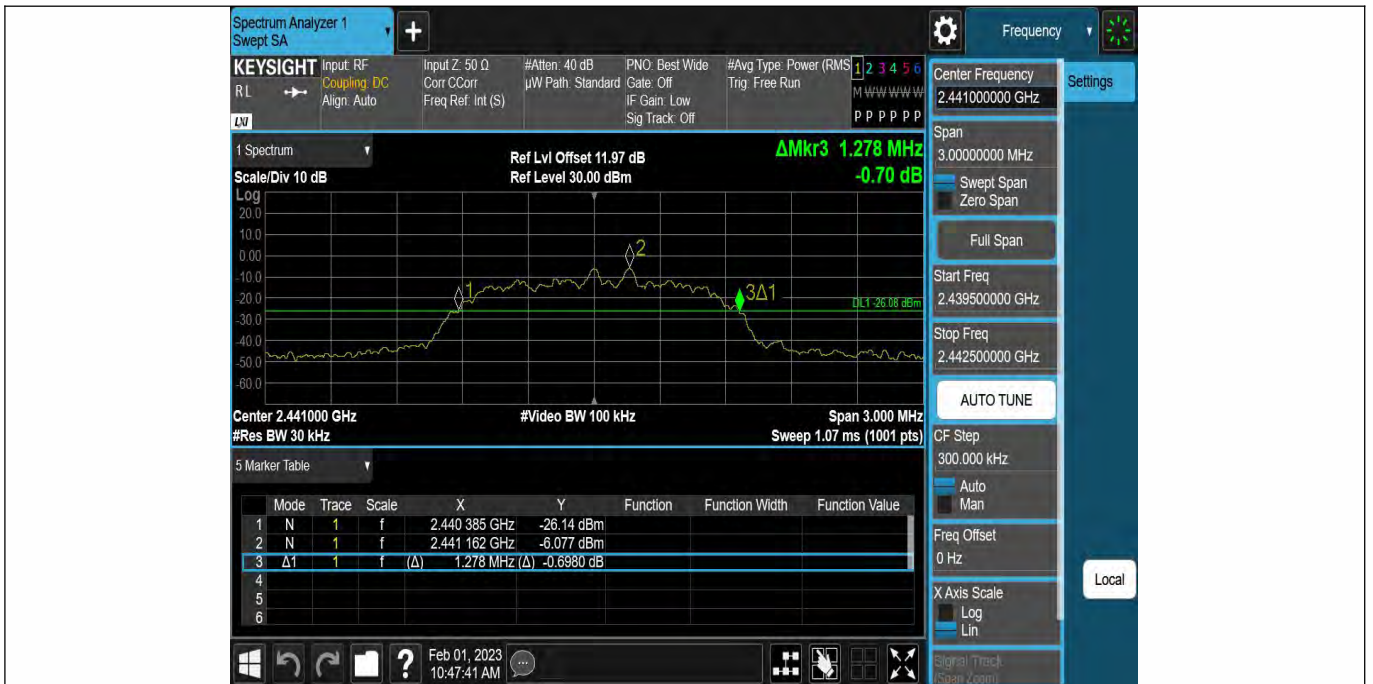 Spectrum Analyzer 1
Swept SA
+
Frequency
KEYSIGHT
RL
LXI
Input: RF
Coupling: DC
Align: Auto
Input Z: 50 Ω
Corr CCorr
Freq Ref: Int (S)
#Atten: 40 dB
µW Path: Standard
PNO: Best Wide
Gate: Off
IF Gain: Low
Sig Track: Off
#Avg Type: Power (RMS
Trig: Free Run
1 2 3 4 5 6
M W W W W W
P P P P P P
1 Spectrum
Scale/Div 10 dB
Ref Lvl Offset 11.97 dB
Ref Level 30.00 dBm
ΔMkr3 1.278 MHz
-0.70 dB
Log
20.0
10.0
0.00
-10.0
-20.0
-30.0
-40.0
-50.0
-60.0
1
2
3Δ1
DL1 -26.08 dBm
Center 2.441000 GHz
#Video BW 100 kHz
Span 3.000 MHz
#Res BW 30 kHz
Sweep 1.07 ms (1001 pts)
5 Marker Table
Mode Trace Scale X Y Function Function Width Function Value
1 N 1 f 2.440 385 GHz -26.14 dBm
2 N 1 f 2.441 162 GHz -6.077 dBm
3 Δ1 1 f (Δ) 1.278 MHz (Δ) -0.6980 dB
4
5
6
?
Feb 01, 2023
10:47:41 AM
Center Frequency
2.441000000 GHz
Settings
Span
3.00000000 MHz
Swept Span
Zero Span
Full Span
Start Freq
2.439500000 GHz
Stop Freq
2.442500000 GHz
AUTO TUNE
CF Step
300.000 kHz
Auto
Man
Freq Offset
0 Hz
X Axis Scale
Log
Lin
Local
Signal Track
(Span Zoom)